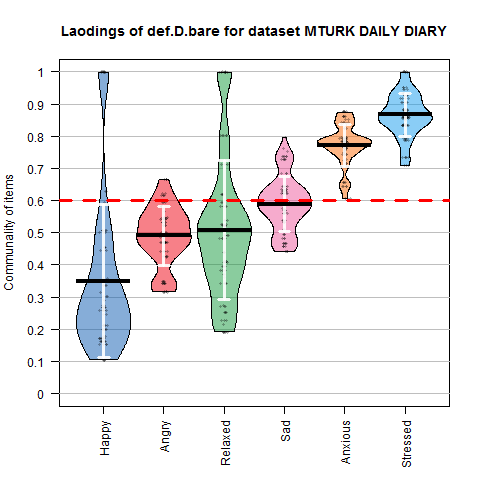 Laodings of def.D.bare for dataset MTURK DAILY DIARY
Communality of items
1
0.9
0.8
0.7
0.6
0.5
0.4
0.3
0.2
0.1
0
Happy
Angry
Relaxed
Sad
Anxious
Stressed